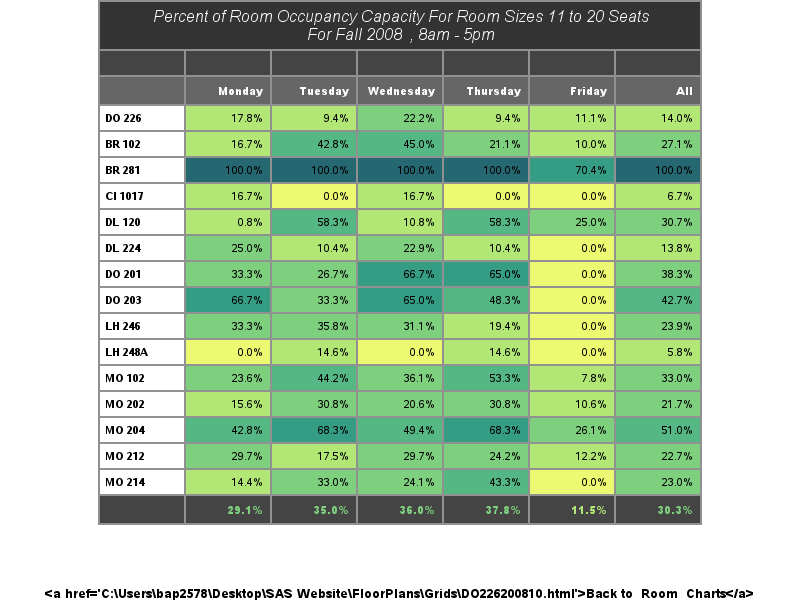 Percent of Room Occupancy Capacity For Room Sizes 11 to 20 Seats
For Fall 2008 , 8am - 5pm
Monday Tuesday Wednesday Thursday Friday All
DO 226 17.8% 9.4% 22.2% 9.4% 11.1% 14.0%
BR 102 16.7% 42.8% 45.0% 21.1% 10.0% 27.1%
BR 281 100.0% 100.0% 100.0% 100.0% 70.4% 100.0%
CI 1017 16.7% 0.0% 16.7% 0.0% 0.0% 6.7%
DL 120 0.8% 58.3% 10.8% 58.3% 25.0% 30.7%
DL 224 25.0% 10.4% 22.9% 10.4% 0.0% 13.8%
DO 201 33.3% 26.7% 66.7% 65.0% 0.0% 38.3%
DO 203 66.7% 33.3% 65.0% 48.3% 0.0% 42.7%
LH 246 33.3% 35.8% 31.1% 19.4% 0.0% 23.9%
LH 248A 0.0% 14.6% 0.0% 14.6% 0.0% 5.8%
MO 102 23.6% 44.2% 36.1% 53.3% 7.8% 33.0%
MO 202 15.6% 30.8% 20.6% 30.8% 10.6% 21.7%
MO 204 42.8% 68.3% 49.4% 68.3% 26.1% 51.0%
MO 212 29.7% 17.5% 29.7% 24.2% 12.2% 22.7%
MO 214 14.4% 33.0% 24.1% 43.3% 0.0% 23.0%
29.1% 35.0% 36.0% 37.8% 11.5% 30.3%
<a href='C:\Users\bap2578\Desktop\SAS Website\FloorPlans\Grids\DO226200810.html'>Back to Room Charts</a>